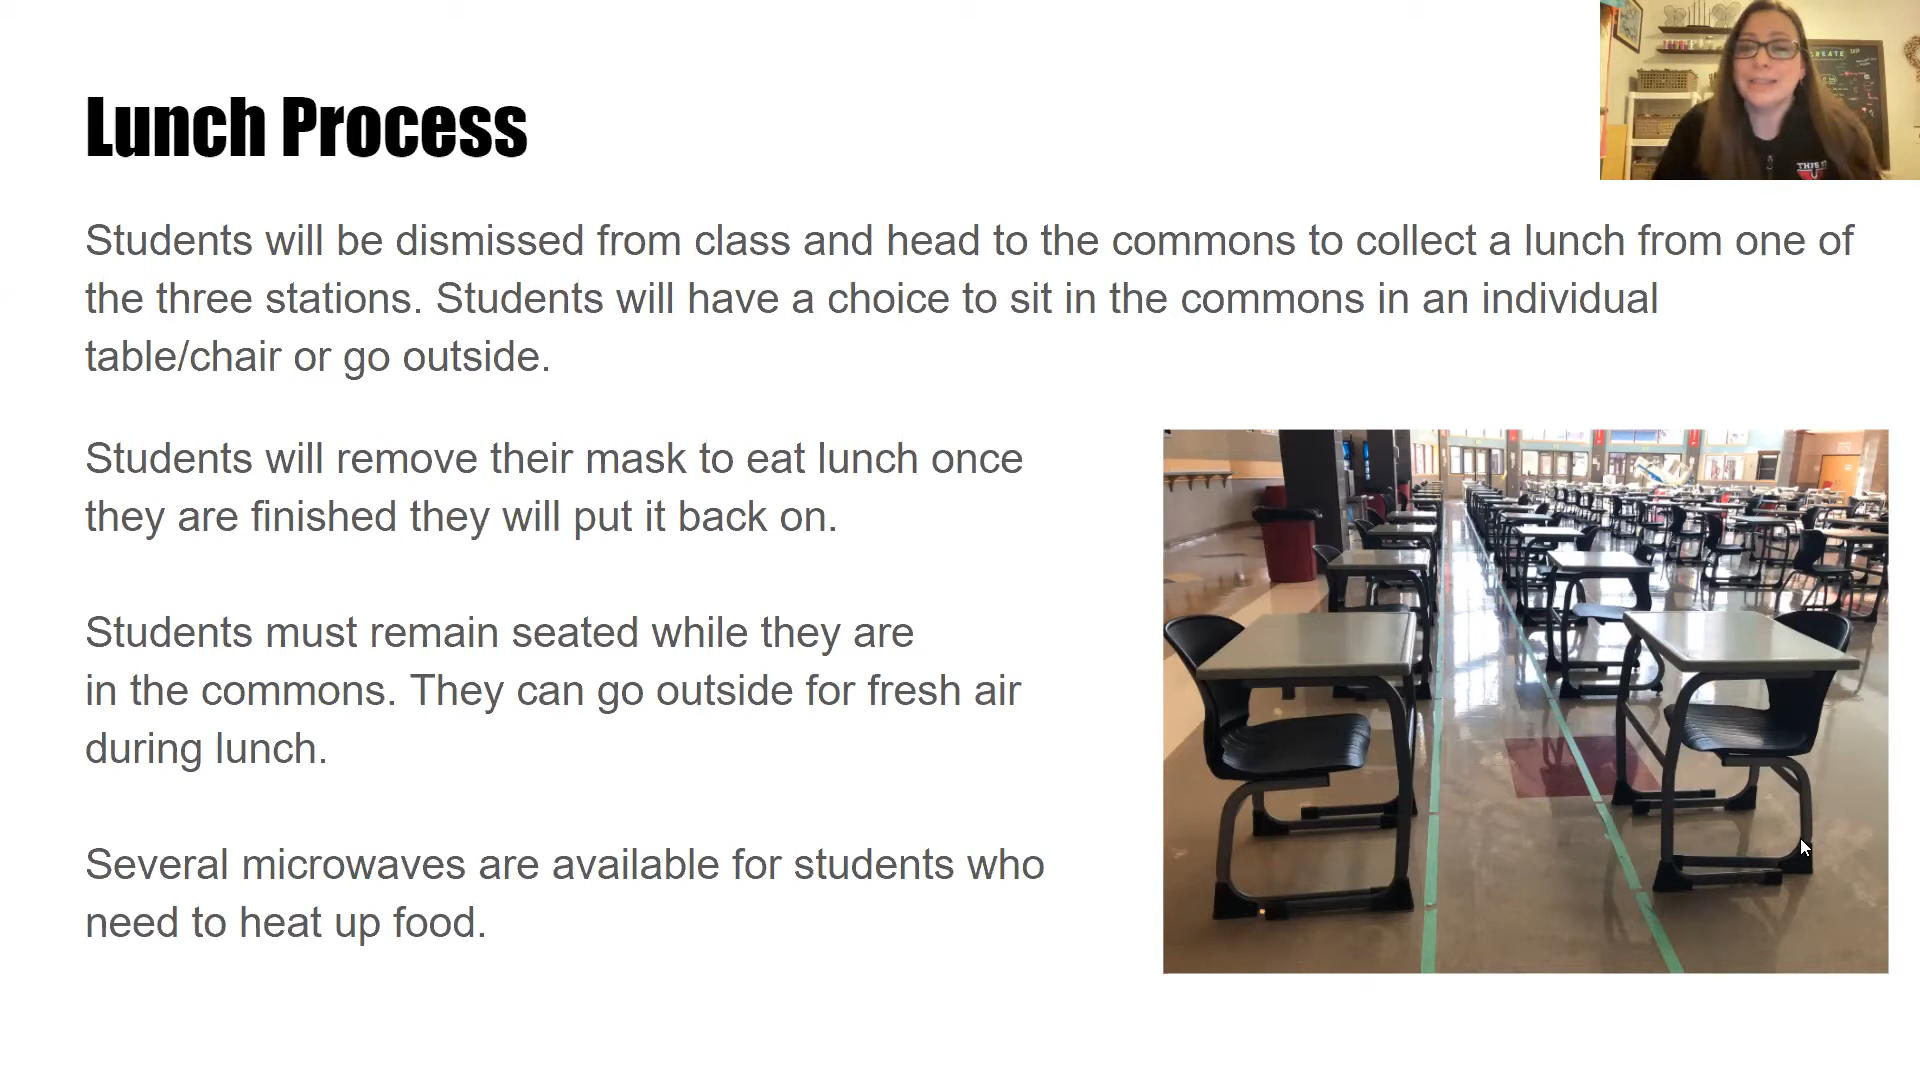 Lunch Process
CREATE
THIS
Students will be dismissed from class and head to the commons to collect a lunch from one of
the three stations. Students will have a choice to sit in the commons in an individual
table/chair or go outside.
Students will remove their mask to eat lunch once
they are finished they will put it back on.
Students must remain seated while they are
in the commons. They can go outside for fresh air
during lunch.
Several microwaves are available for students who
need to heat up food.